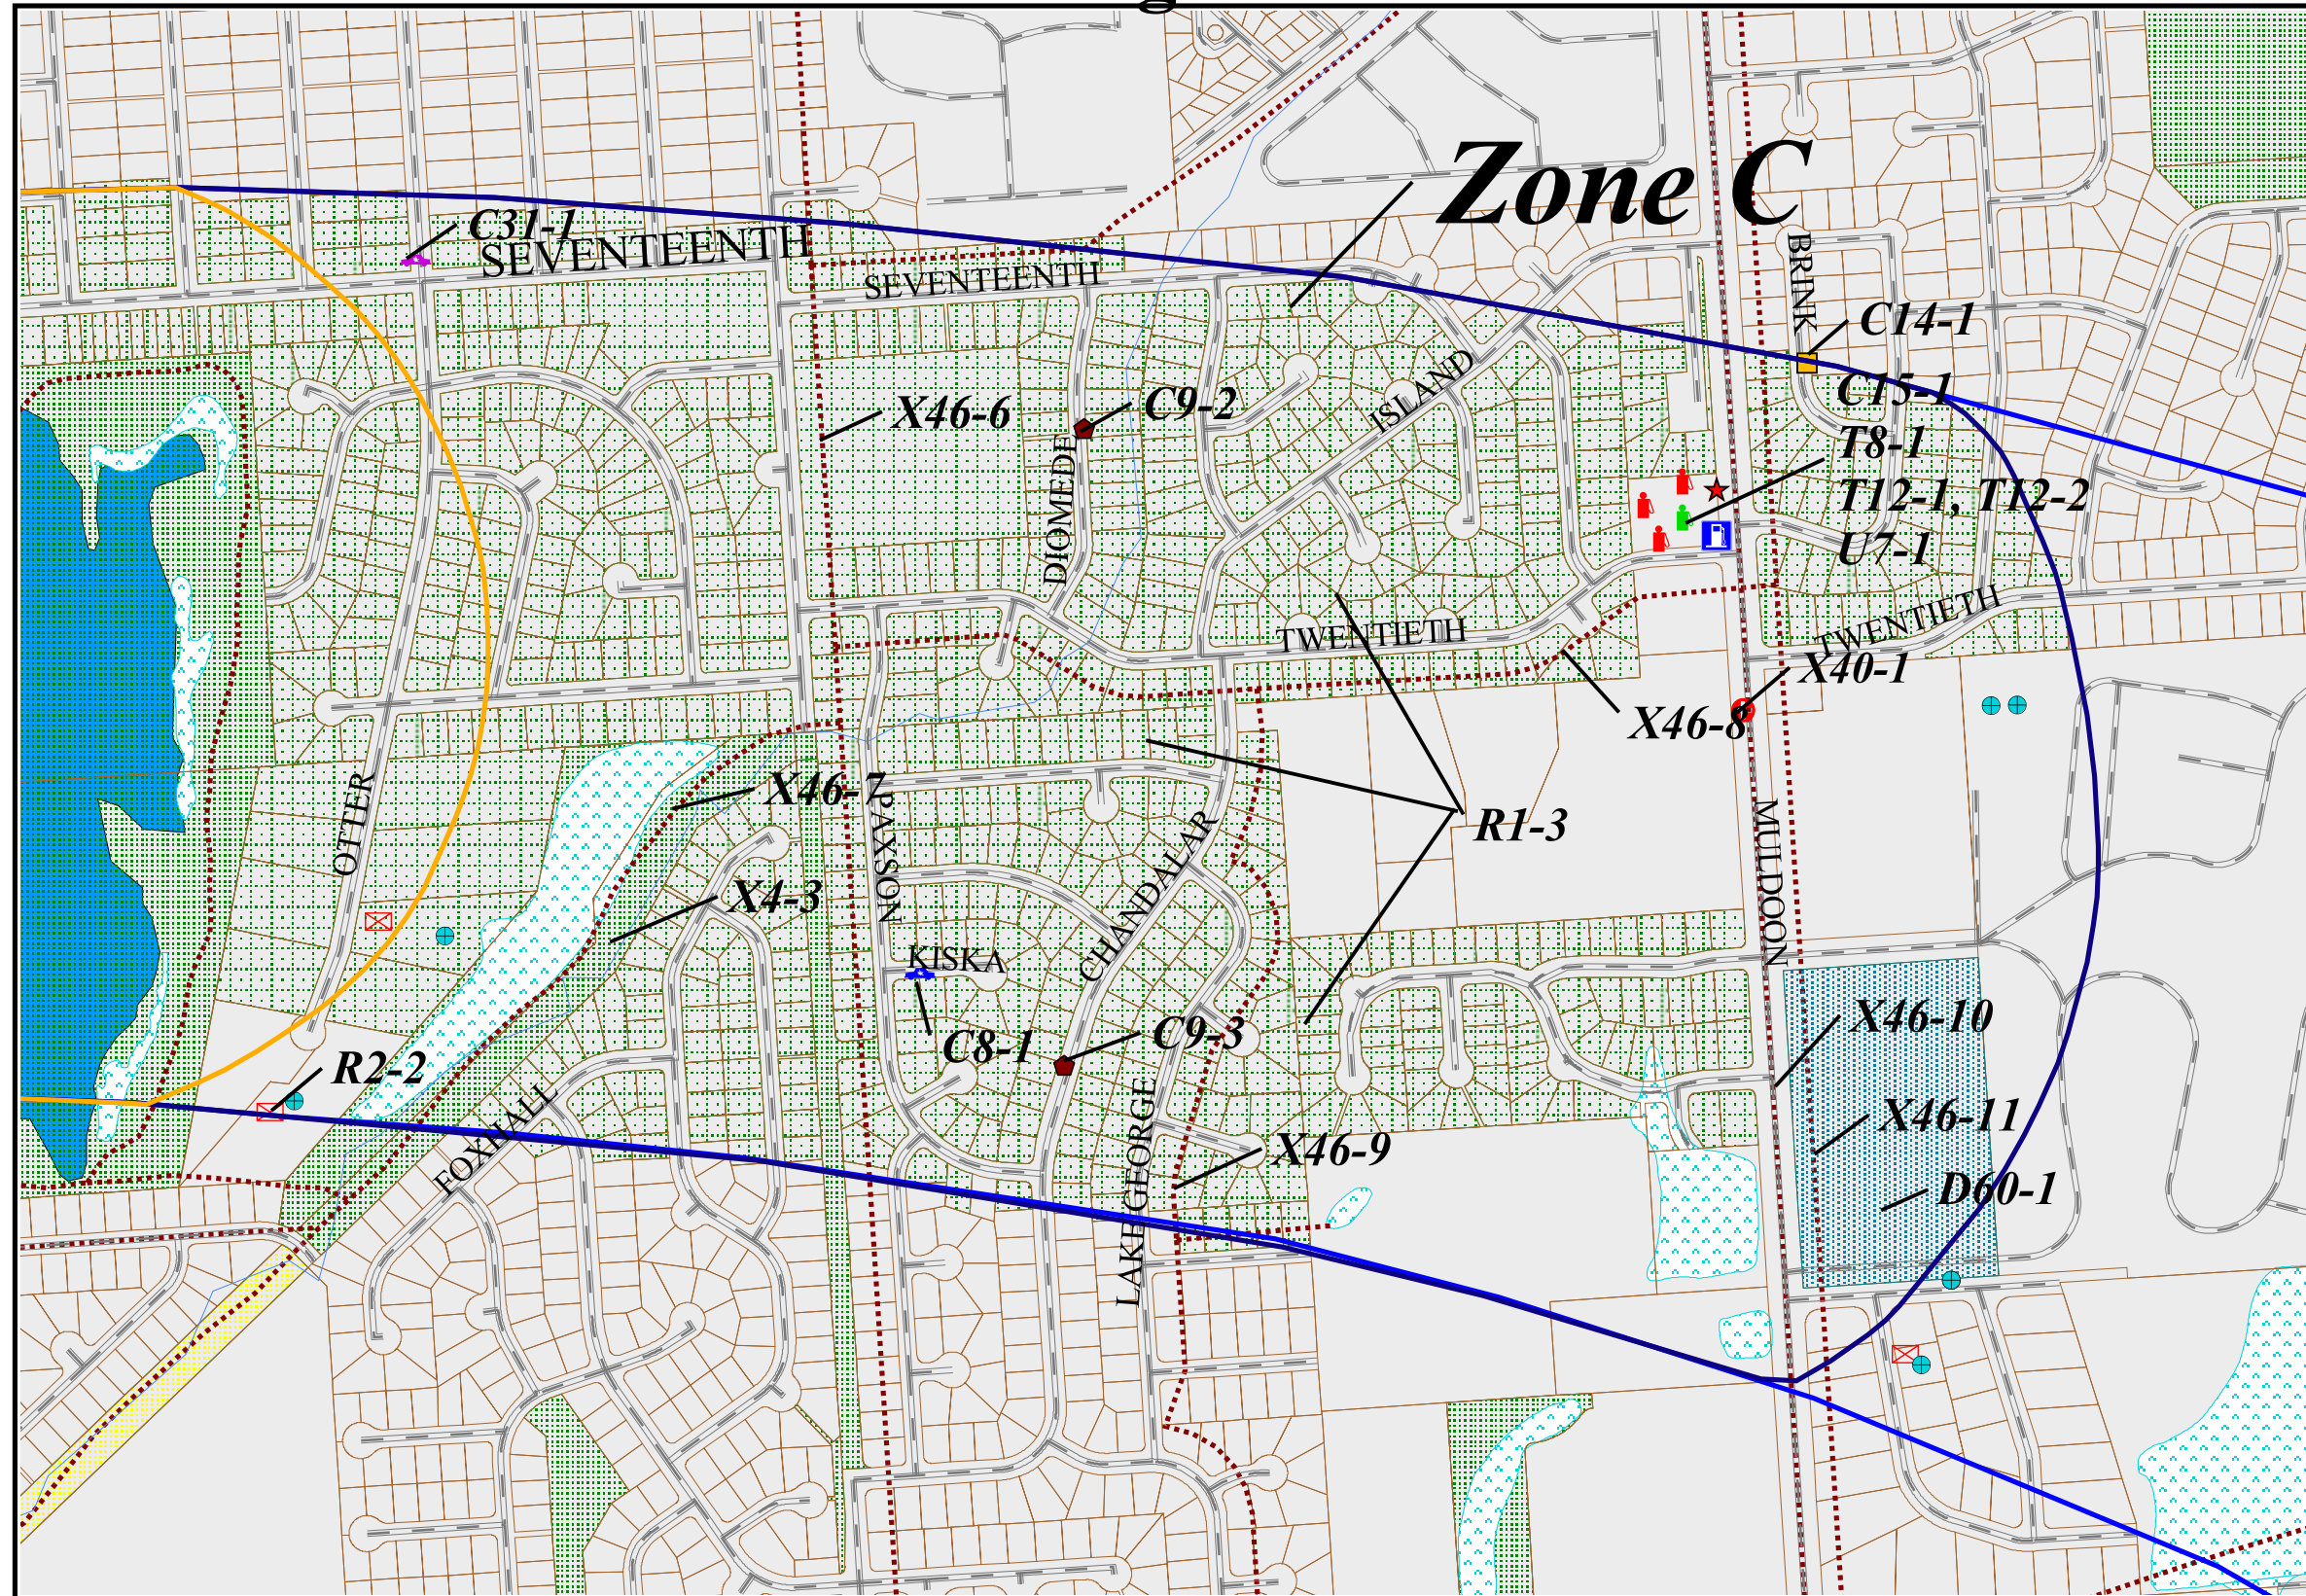 Zone C
C31-1
SEVENTEENTH
SEVENTEENTH
BRINK
C14-1
C15-1
T8-1
T12-1, T12-2
U7-1
X46-6
C9-2
ISLAND
DIOMEDE
TWENTIETH
TWENTIETH
X40-1
X46-8
X46-7
R1-3
OTTER
PAXSON
CHANDALAR
MULDOON
X4-3
KISKA
C8-1
C9-3
R2-2
FOXHALL
LAKE GEORGE
X46-9
X46-10
X46-11
D60-1